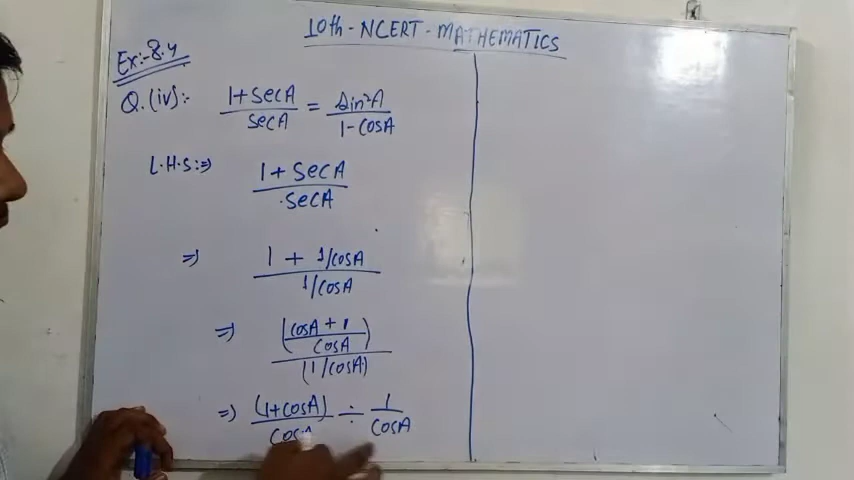 10th - NCERT - MATHEMATICS
Ex:- 8.4
Q. (iv):- 1+secA / secA = sin²A / 1-cosA
L.H.S:⇒ 1 + secA / secA
⇒ 1 + 1/cosA / 1/cosA
⇒ (cosA + 1 / cosA) / (1/cosA)
⇒ (1+cosA) / cosA ÷ 1 / cosA